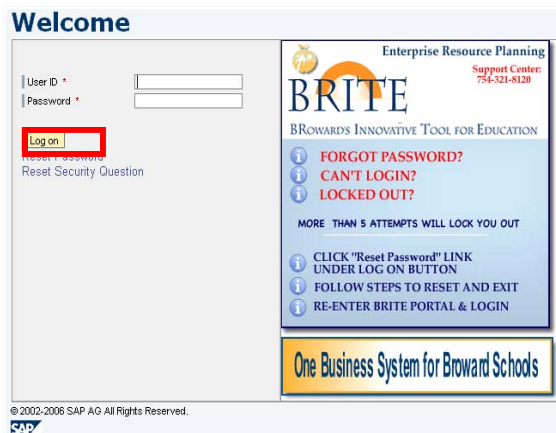 Welcome
User ID *
Password *
Log on
Reset Password
Reset Security Question
Enterprise Resource Planning
Support Center:
754-321-8120
BRITE
BROWARD'S INNOVATIVE TOOL FOR EDUCATION
FORGOT PASSWORD?
CAN'T LOGIN?
LOCKED OUT?
MORE THAN 5 ATTEMPTS WILL LOCK YOU OUT
CLICK "Reset Password" LINK
UNDER LOG ON BUTTON
FOLLOW STEPS TO RESET AND EXIT
RE-ENTER BRITE PORTAL & LOGIN
One Business System for Broward Schools
© 2002-2006 SAP AG All Rights Reserved.
SAP